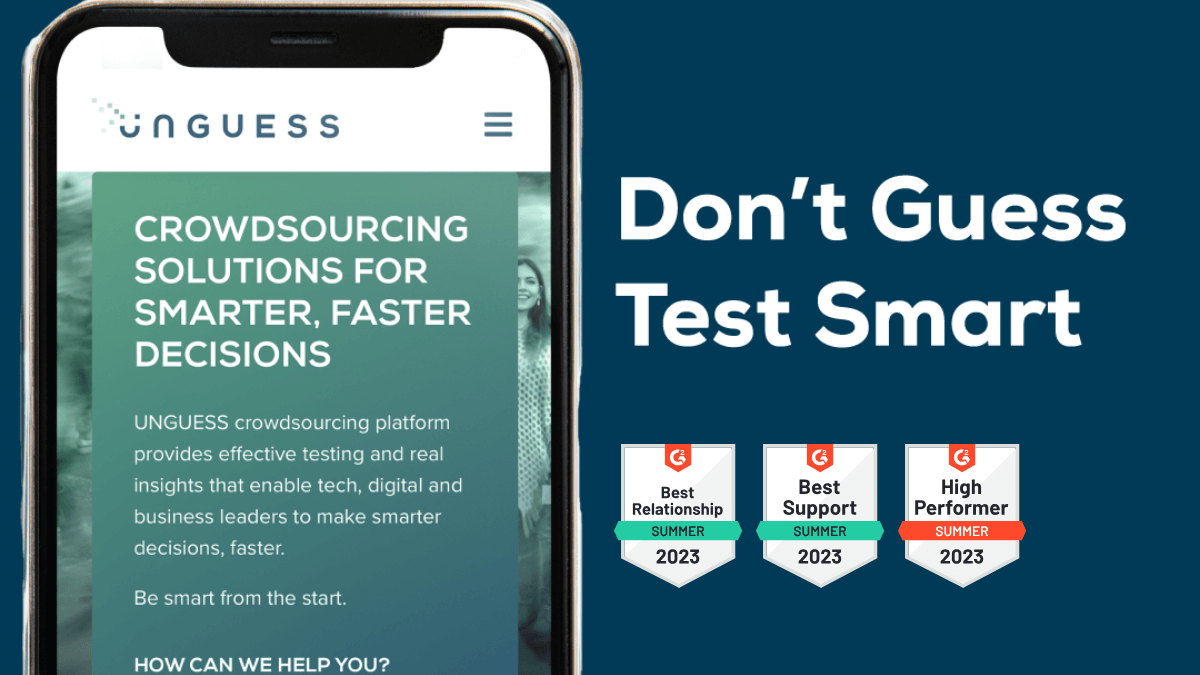 UNGUESS
CROWDSOURCING
SOLUTIONS FOR
SMARTER, FASTER
DECISIONS
UNGUESS crowdsourcing platform
provides effective testing and real
insights that enable tech, digital and
business leaders to make smarter
decisions, faster.
Be smart from the start.
HOW CAN WE HELP YOU?
Don’t Guess
Test Smart
G2
Best
Relationship
SUMMER
2023
G2
Best
Support
SUMMER
2023
G2
High
Performer
SUMMER
2023